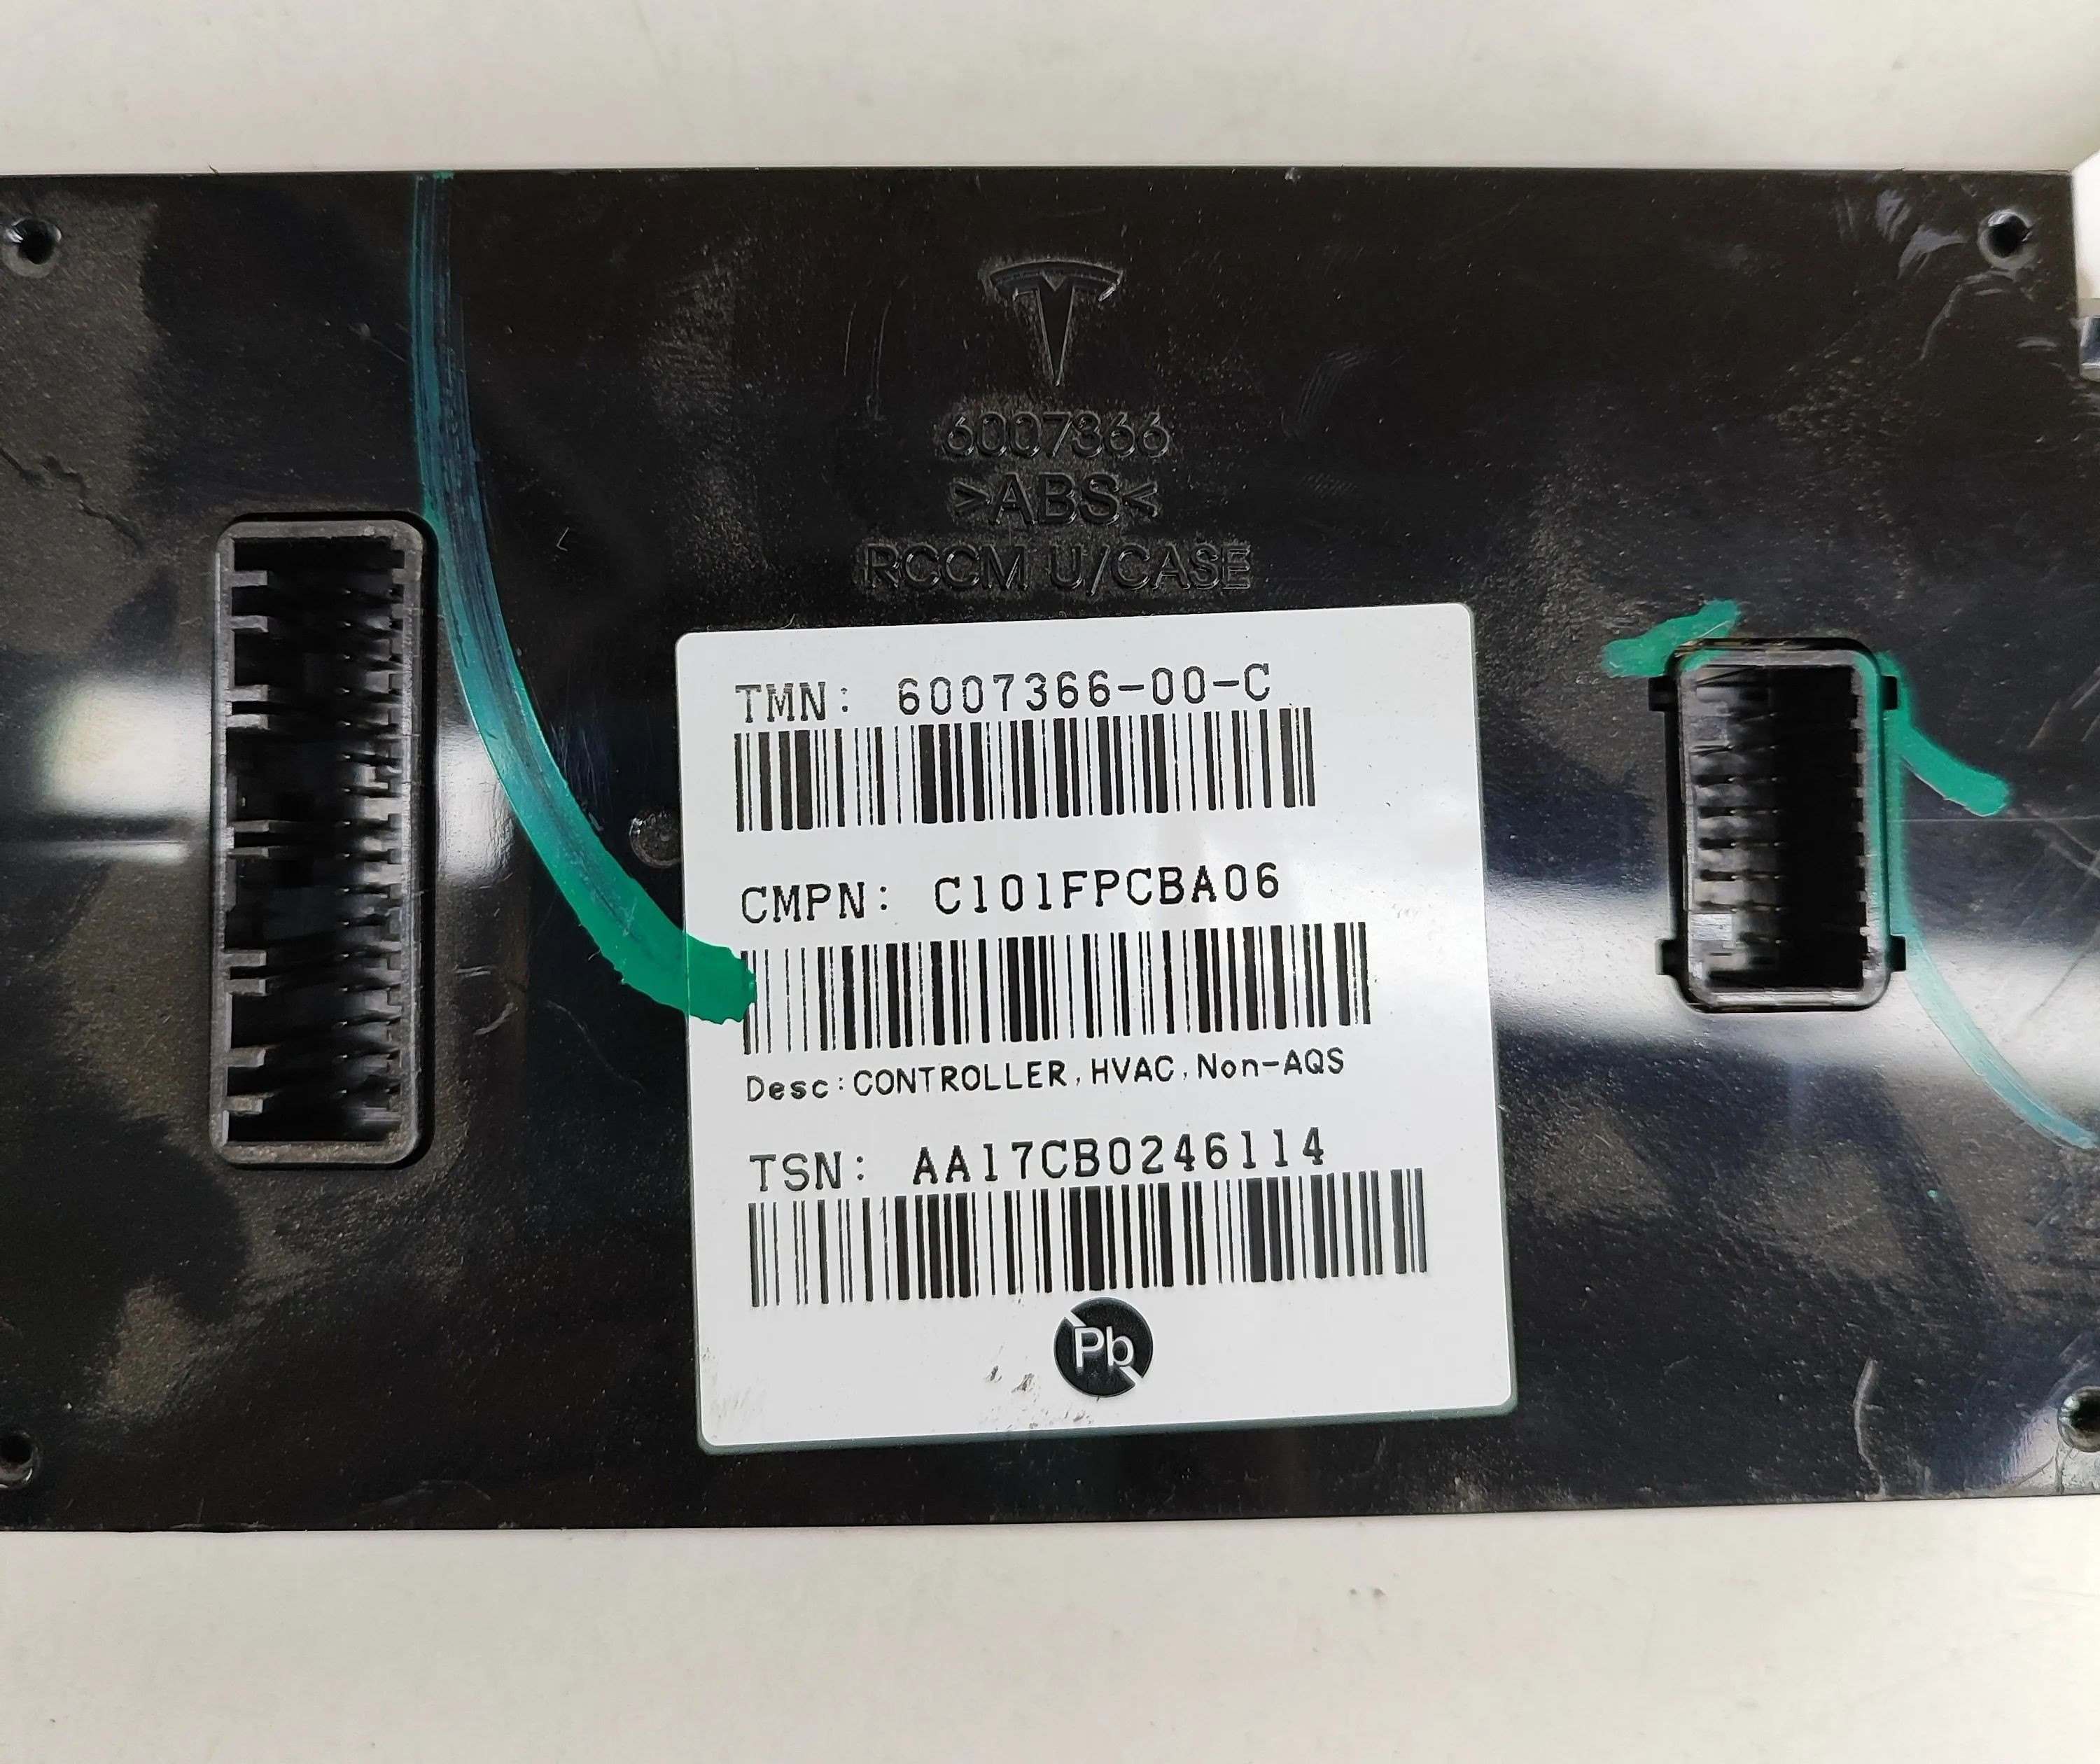 6007366
>ABS<
RCCM U/CASE
TMN: 6007366-00-C
CMPN: C101FPCBA06
Desc:CONTROLLER,HVAC,Non-AQS
TSN: AA17CB0246114
Pb